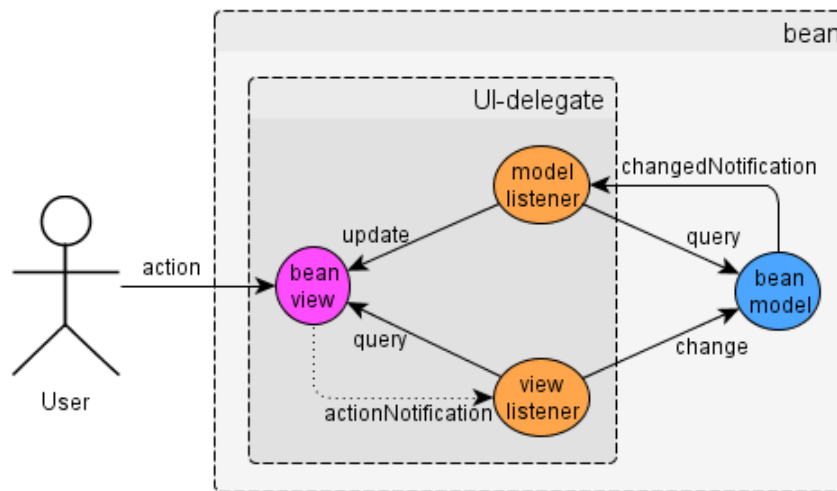 bean
UI-delegate
changedNotification
model
listener
update
query
action
bean
view
bean
model
query
change
view
listener
actionNotification
User